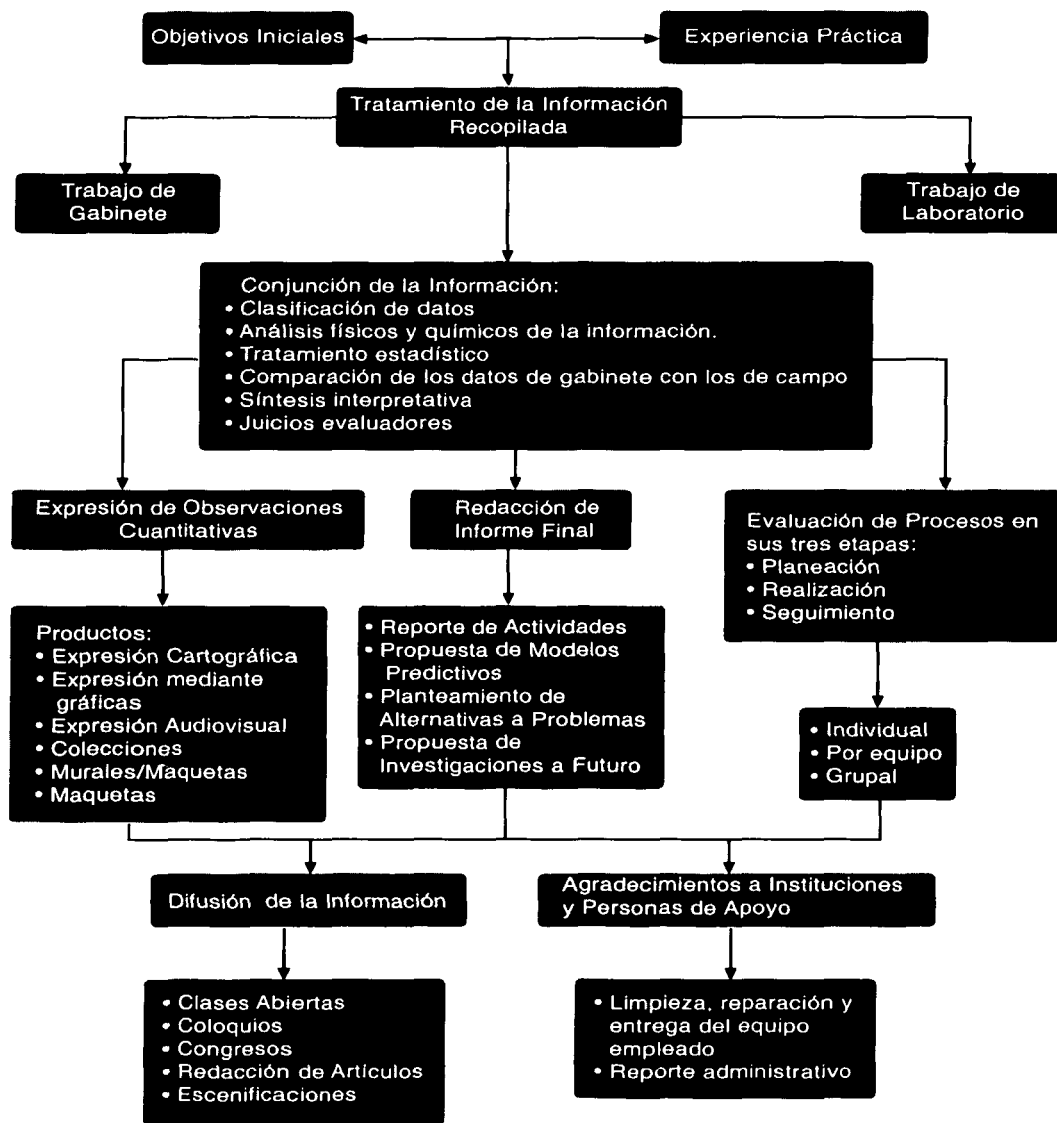 Objetivos Iniciales
Experiencia Práctica
Tratamiento de la Información
Recopilada
Trabajo de
Gabinete
Trabajo de
Laboratorio
Conjunción de la Información:
• Clasificación de datos
• Análisis físicos y químicos de la información.
• Tratamiento estadístico
• Comparación de los datos de gabinete con los de campo
• Síntesis interpretativa
• Juicios evaluadores
Expresión de Observaciones
Cuantitativas
Redacción de
Informe Final
Evaluación de Procesos en
sus tres etapas:
• Planeación
• Realización
• Seguimiento
Productos:
• Expresión Cartográfica
• Expresión mediante
gráficas
• Expresión Audiovisual
• Colecciones
• Murales/Maquetas
• Maquetas
• Reporte de Actividades
• Propuesta de Modelos
Predictivos
• Planteamiento de
Alternativas a Problemas
• Propuesta de
Investigaciones a Futuro
• Individual
• Por equipo
• Grupal
Difusión de la Información
Agradecimientos a Instituciones
y Personas de Apoyo
• Clases Abiertas
• Coloquios
• Congresos
• Redacción de Artículos
• Escenificaciones
• Limpieza, reparación y
entrega del equipo
empleado
• Reporte administrativo